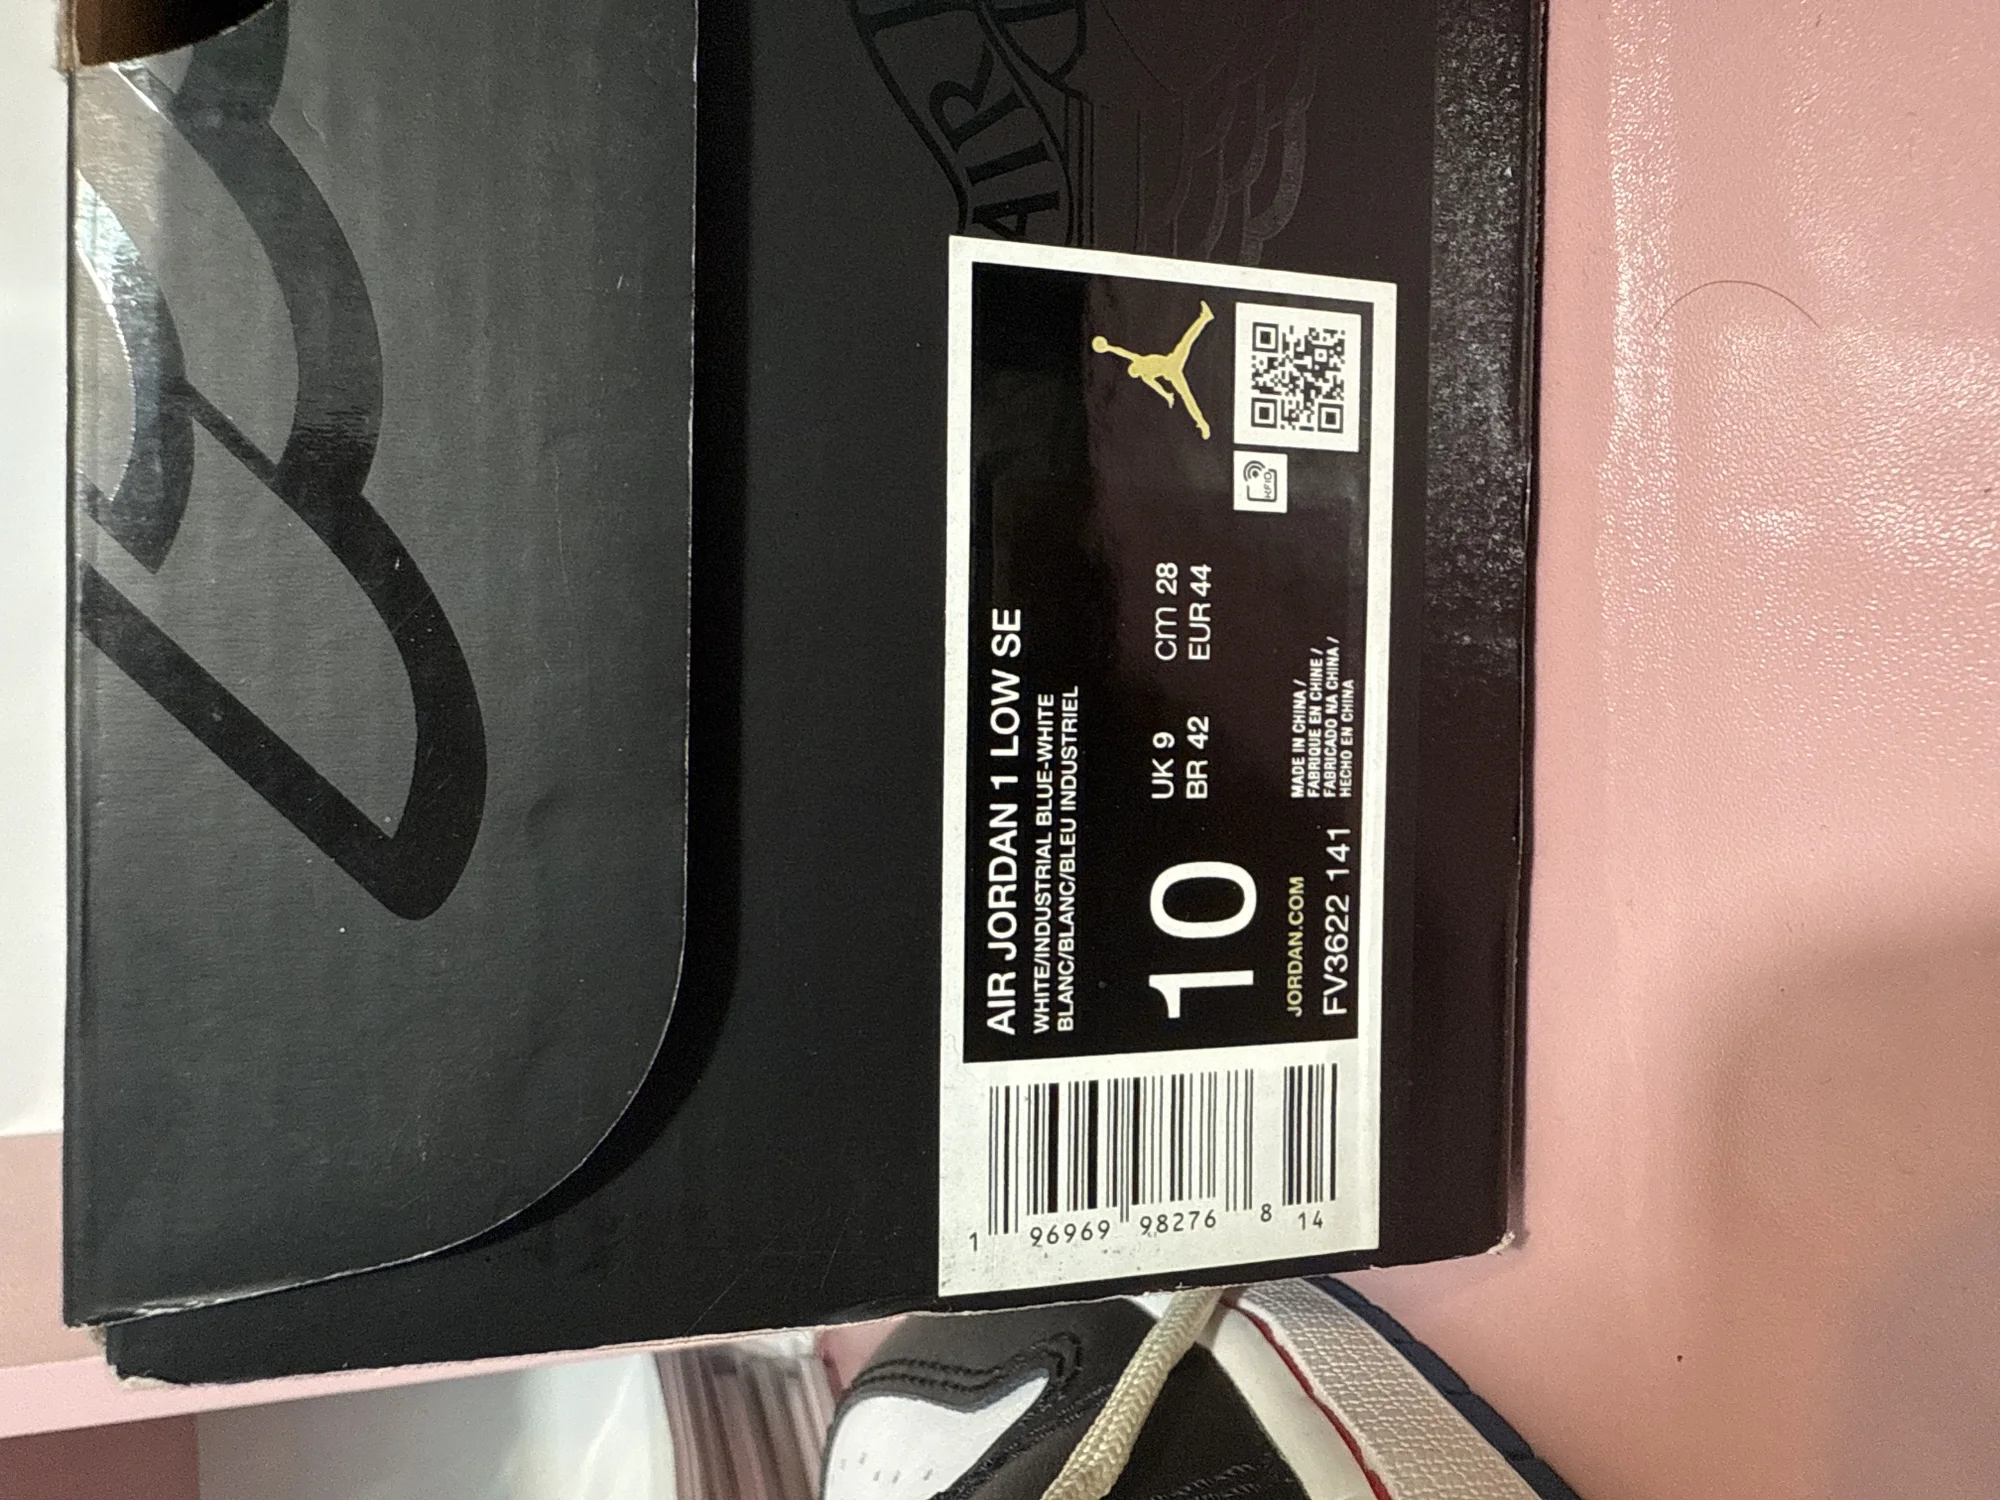 AIR
AIR JORDAN 1 LOW SE
WHITE/INDUSTRIAL BLUE-WHITE
BLANC/BLANC/BLEU INDUSTRIEL
10
UK 9 cm 28
BR 42 EUR 44
RFID
JORDAN.COM
FV3622 141
MADE IN CHINA /
FABRIQUE EN CHINE /
FABRICADO NA CHINA /
HECHO EN CHINA
1 96969 98276 8 14